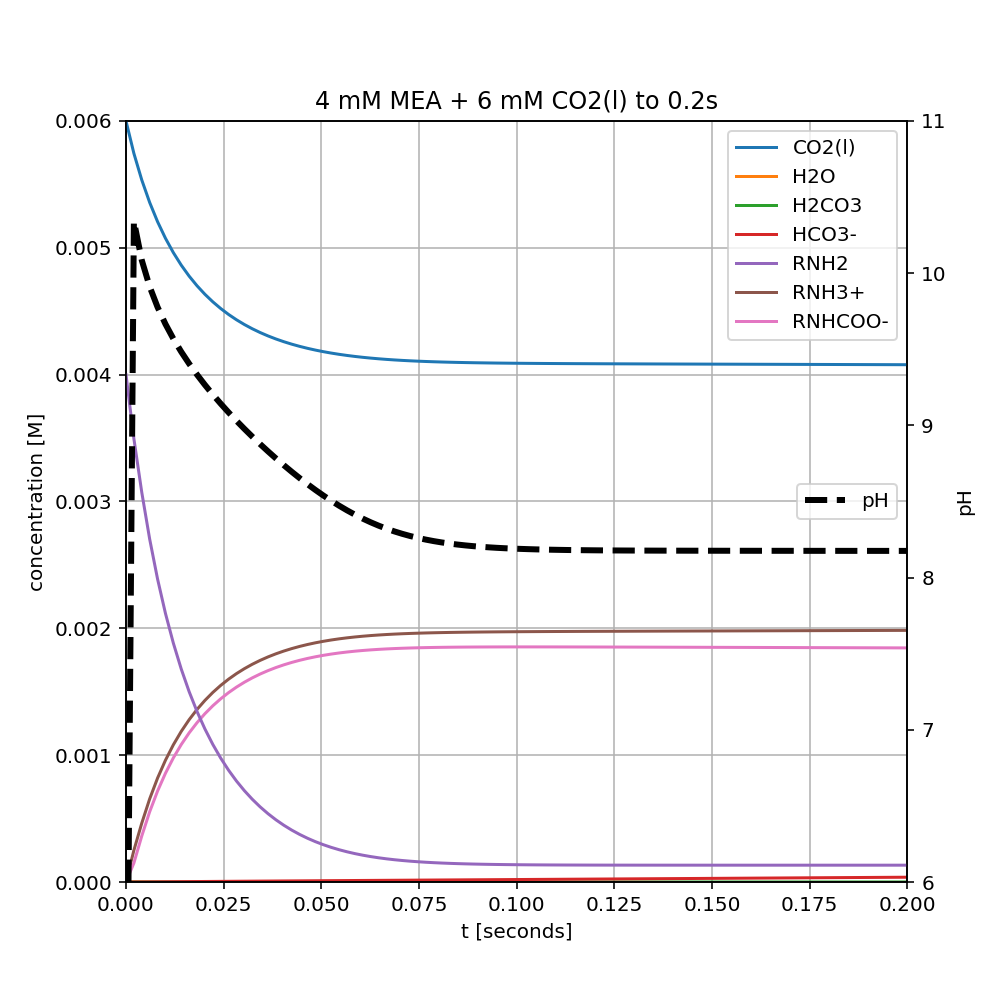 4 mM MEA + 6 mM CO2(l) to 0.2s
0.006
0.005
0.004
0.003
0.002
0.001
0.000
concentration [M]
11
10
9
8
7
6
pH
CO2(l)
H2O
H2CO3
HCO3-
RNH2
RNH3+
RNHCOO-
pH
0.000 0.025 0.050 0.075 0.100 0.125 0.150 0.175 0.200
t [seconds]